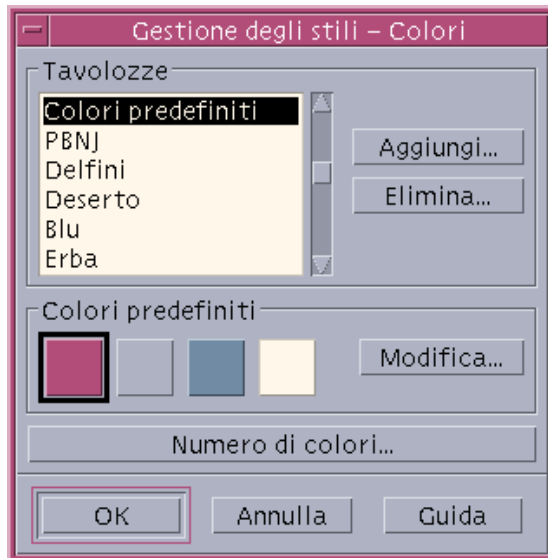 Gestione degli stili – Colori
Tavolozze
Colori predefiniti
PBNJ
Delfini
Deserto
Blu
Erba
Aggiungi...
Elimina...
Colori predefiniti
Modifica...
Numero di colori...
OK
Annulla
Guida